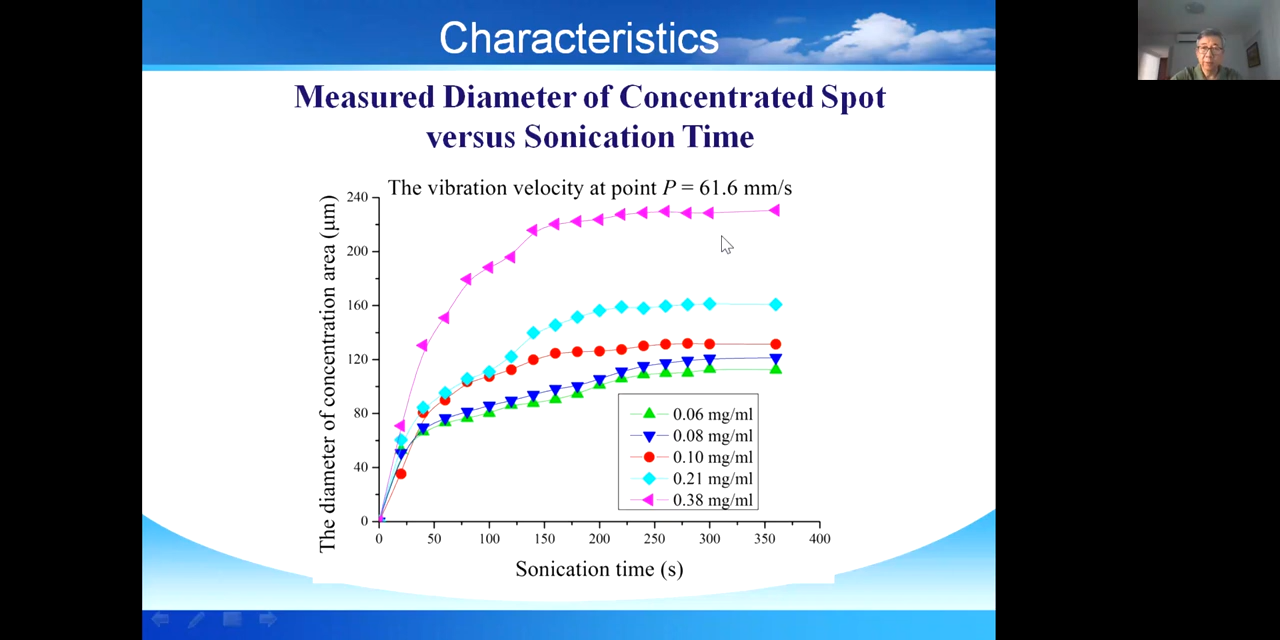 Characteristics
Measured Diameter of Concentrated Spot
versus Sonication Time
The vibration velocity at point P = 61.6 mm/s
The diameter of concentration area (μm)
240
200
160
120
80
40
0
0.06 mg/ml
0.08 mg/ml
0.10 mg/ml
0.21 mg/ml
0.38 mg/ml
0 50 100 150 200 250 300 350 400
Sonication time (s)